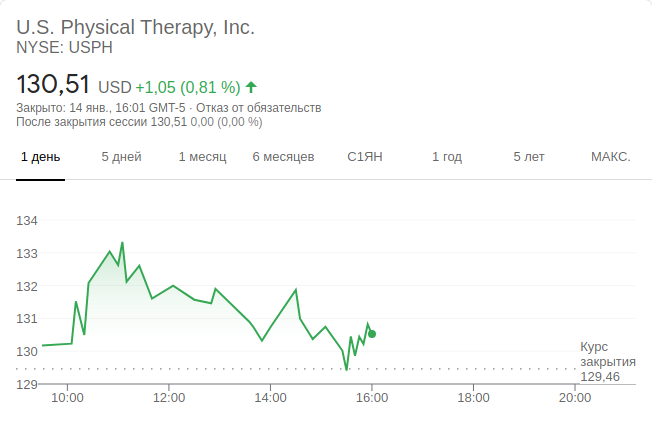 U.S. Physical Therapy, Inc.
NYSE: USPH
130,51 USD +1,05 (0,81 %)
Закрыто: 14 янв., 16:01 GMT-5 · Отказ от обязательств
После закрытия сессии 130,51 0,00 (0,00 %)
1 день 5 дней 1 месяц 6 месяцев С1ЯН 1 год 5 лет МАКС.
134
133
132
131
130
129
Курс
закрытия
129,46
10:00 12:00 14:00 16:00 18:00 20:00